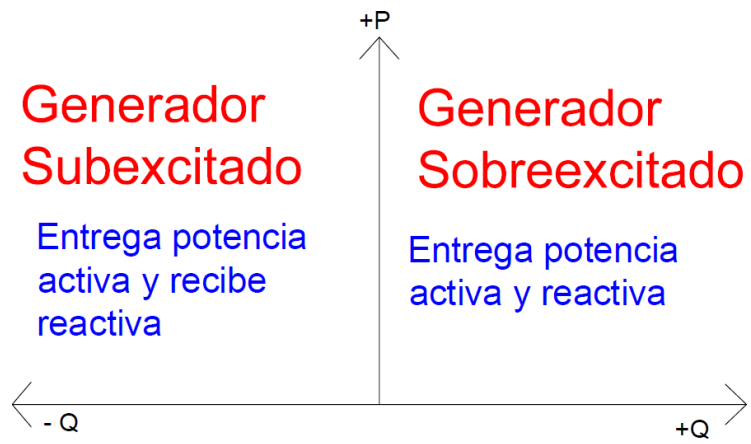 +P
Generador
Subexcitado
Entrega potencia
activa y recibe
reactiva
Generador
Sobreexcitado
Entrega potencia
activa y reactiva
- Q
+Q